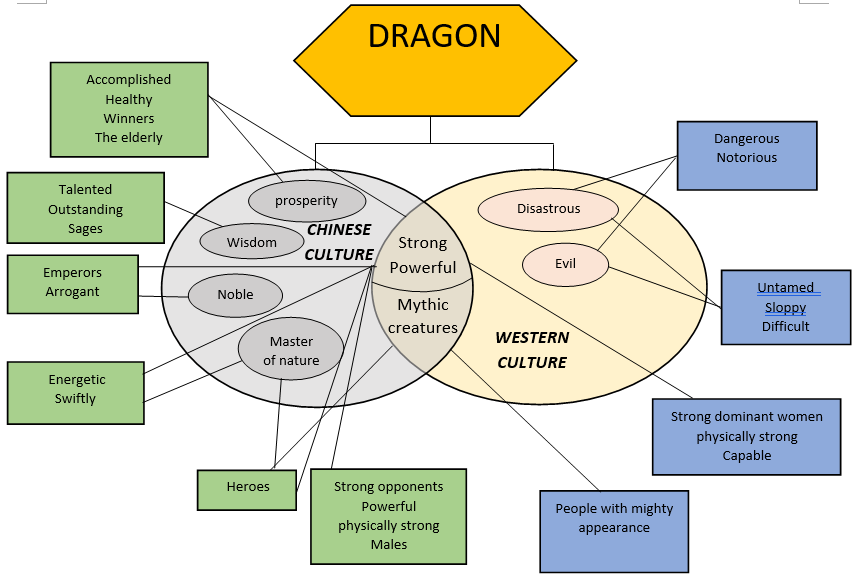 DRAGON
Accomplished
Healthy
Winners
The elderly
Talented
Outstanding
Sages
Emperors
Arrogant
Energetic
Swiftly
Heroes
Strong opponents
Powerful
physically strong
Males
prosperity
Wisdom
CHINESE
CULTURE
Noble
Master
of nature
Strong
Powerful
Mythic
creatures
Disastrous
Evil
WESTERN
CULTURE
Dangerous
Notorious
Untamed
Sloppy
Difficult
Strong dominant women
physically strong
Capable
People with mighty
appearance